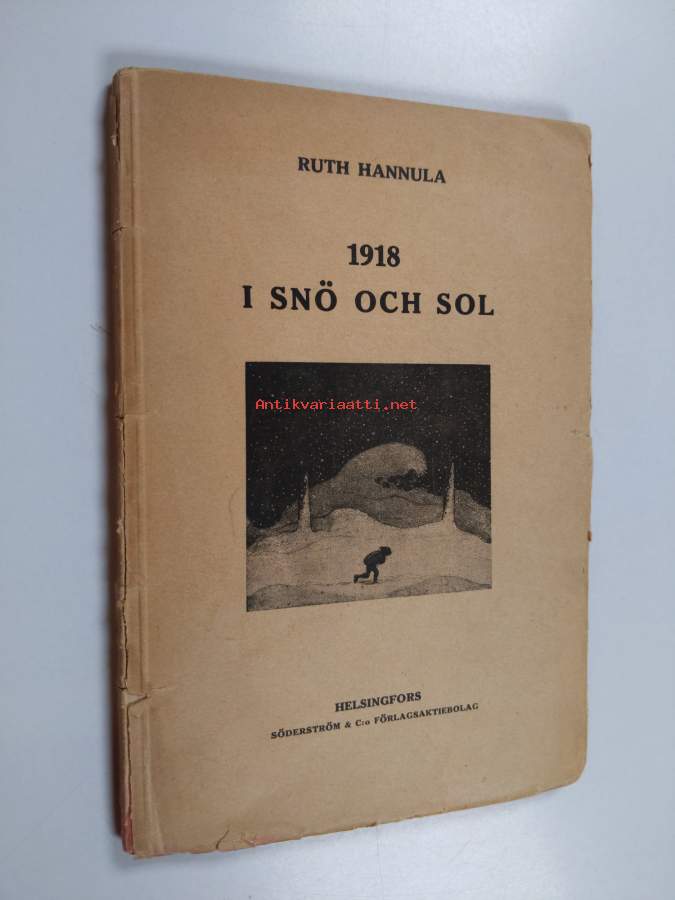 RUTH HANNULA
1918
I SNÖ OCH SOL
Antikvariaatti.net
HELSINGFORS
SÖDERSTRÖM & C:o FÖRLAGSAKTIEBOLAG